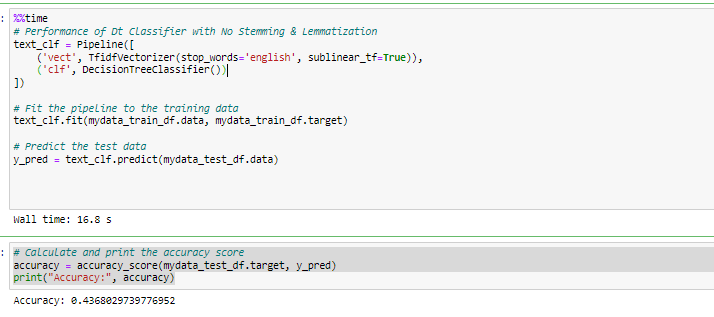 %%time
# Performance of Dt Classifier with No Stemming & Lemmatization
text_clf = Pipeline([
    ('vect', TfidfVectorizer(stop_words='english', sublinear_tf=True)),
    ('clf', DecisionTreeClassifier())
])
# Fit the pipeline to the training data
text_clf.fit(mydata_train_df.data, mydata_train_df.target)
# Predict the test data
y_pred = text_clf.predict(mydata_test_df.data)
Wall time: 16.8 s
# Calculate and print the accuracy score
accuracy = accuracy_score(mydata_test_df.target, y_pred)
print("Accuracy:", accuracy)
Accuracy: 0.4368029739776952